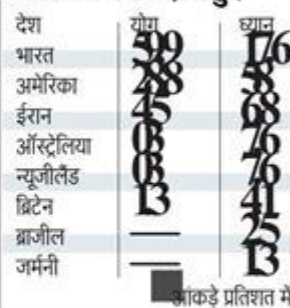 देश योग ध्यान
भारत
अमेरिका 58
ईरान 45 68
ऑस्ट्रेलिया 03 76
न्यूजीलैंड 03 76
ब्रिटेन 13 41
ब्राजील — 25
जर्मनी — 13
आंकड़े प्रतिशत में